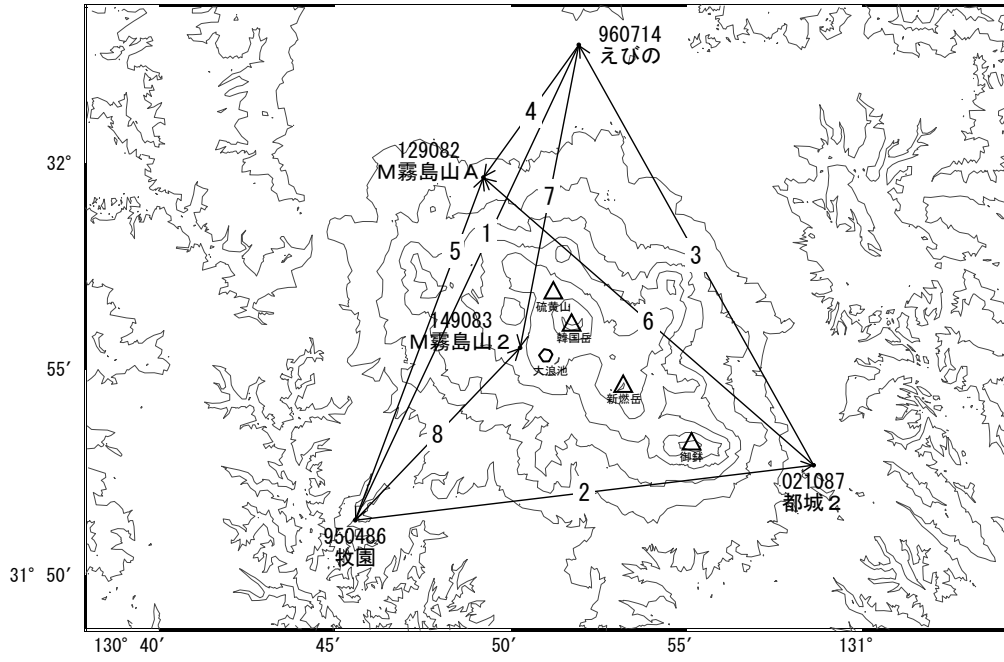 960714
えびの
4
129082
M霧島山A
32°
7
5
1
3
硫黄山
149083
M霧島山2
韓国岳
6
大浪池
55′
新燃岳
8
御鉢
021087
都城2
2
950486
牧園
31° 50′
130° 40′
45′
50′
55′
131°